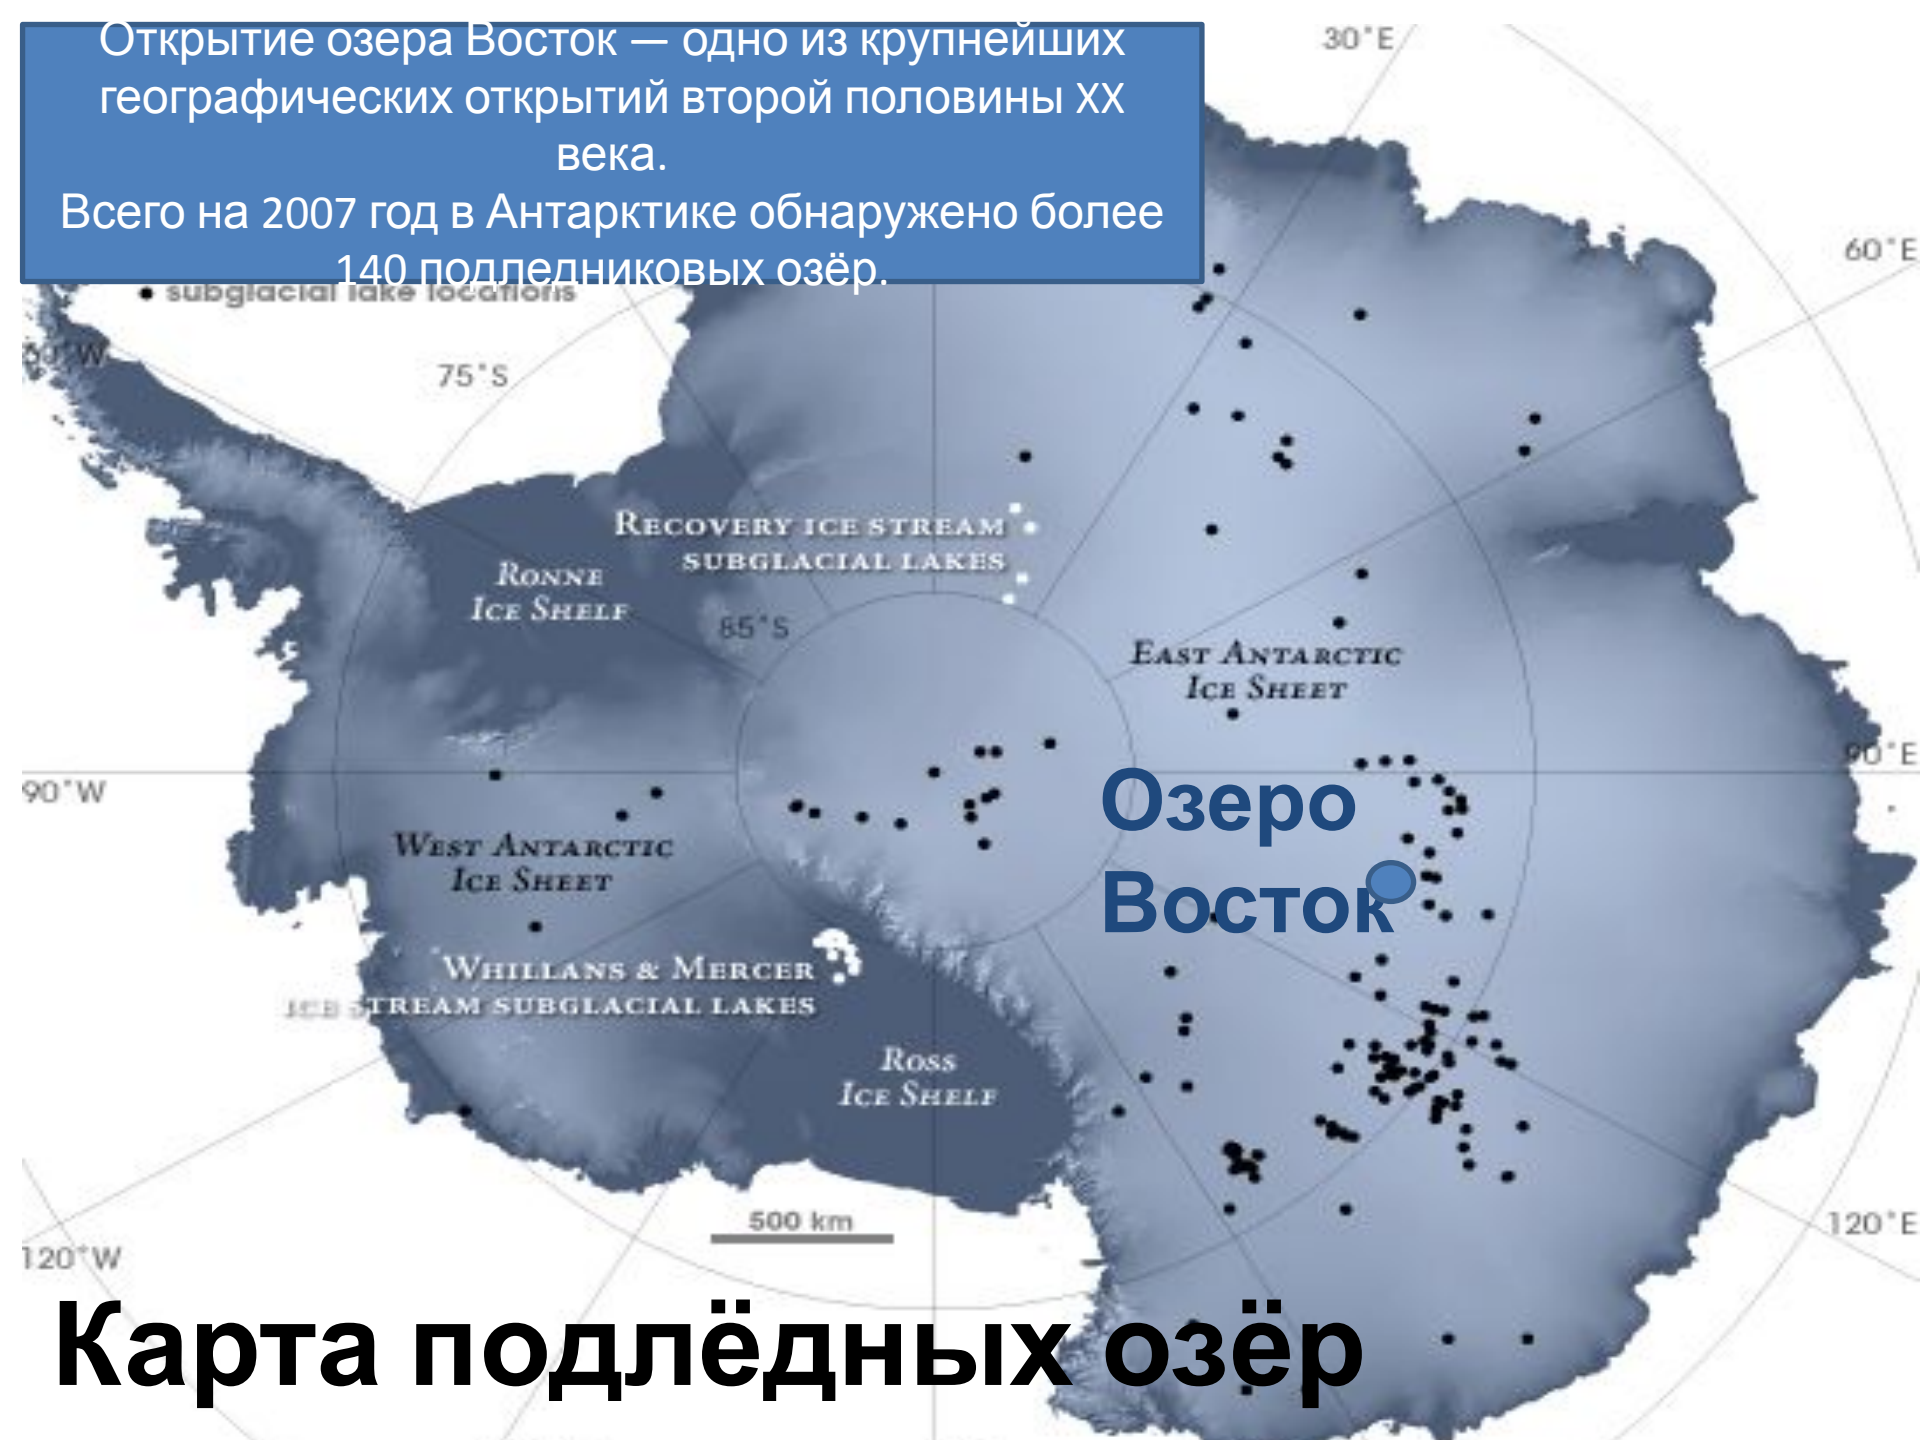 Открытие озера Восток — одно из крупнейших
географических открытий второй половины XX
века.
Всего на 2007 год в Антарктике обнаружено более
140 подледниковых озёр.
30°E
60°E
subglacial lake locations
60°W
75°S
RECOVERY ICE STREAM
SUBGLACIAL LAKES
RONNE
ICE SHELF
85°S
EAST ANTARCTIC
ICE SHEET
90°E
90°W
Озеро
Восток
WEST ANTARCTIC
ICE SHEET
WHILLANS & MERCER
ICE STREAM SUBGLACIAL LAKES
ROSS
ICE SHELF
500 km
120°E
120°W
Карта подлёдных озёр